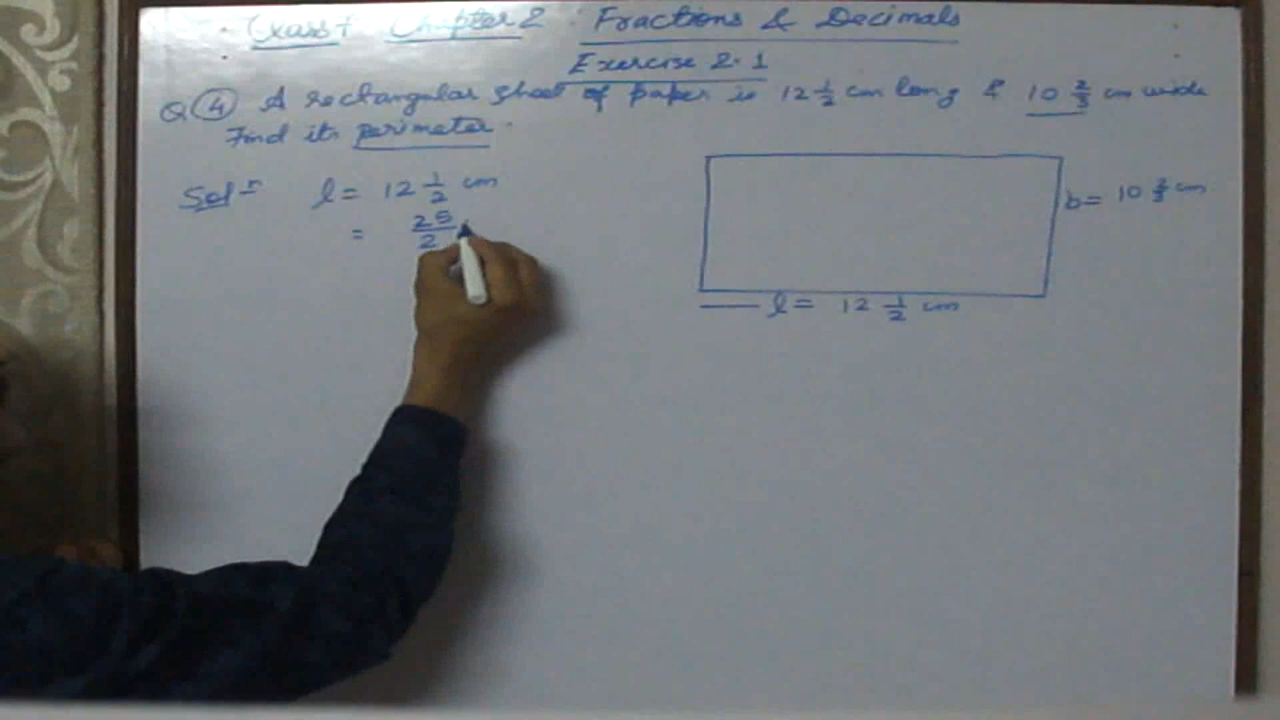 Class 7 Chapter 2 Fractions & Decimals
Exercise 2.1
Q ④ A rectangular sheet of paper is 12 1/2 cm long & 10 2/3 cm wide
Find its perimeter.
Solⁿ l = 12 1/2 cm
= 25/2
b = 10 2/3 cm
l = 12 1/2 cm